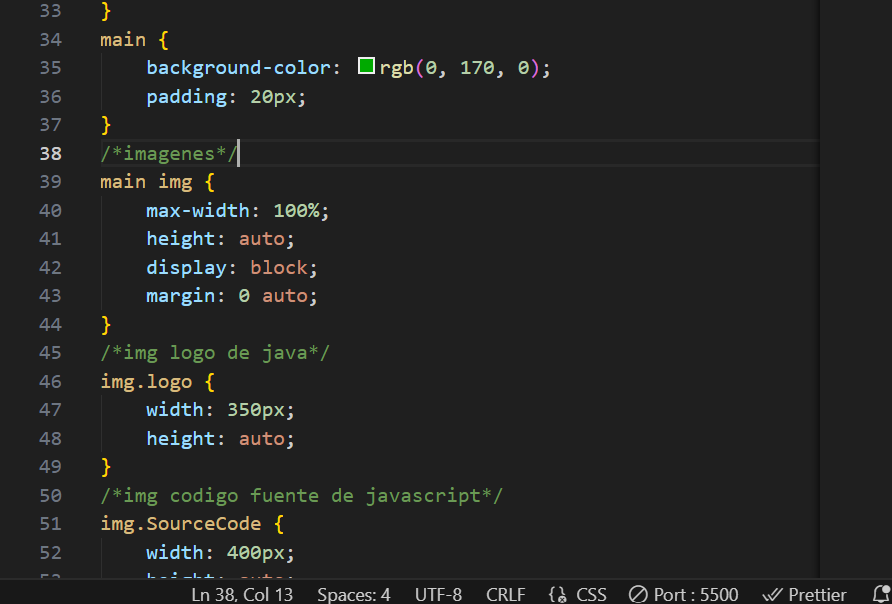 33 }
34 main {
35 background-color: rgb(0, 170, 0);
36 padding: 20px;
37 }
38 /*imagenes*/
39 main img {
40 max-width: 100%;
41 height: auto;
42 display: block;
43 margin: 0 auto;
44 }
45 /*img logo de java*/
46 img.logo {
47 width: 350px;
48 height: auto;
49 }
50 /*img codigo fuente de javascript*/
51 img.SourceCode {
52 width: 400px;
53 height: auto;
Ln 38, Col 13 Spaces: 4 UTF-8 CRLF CSS Port : 5500 Prettier